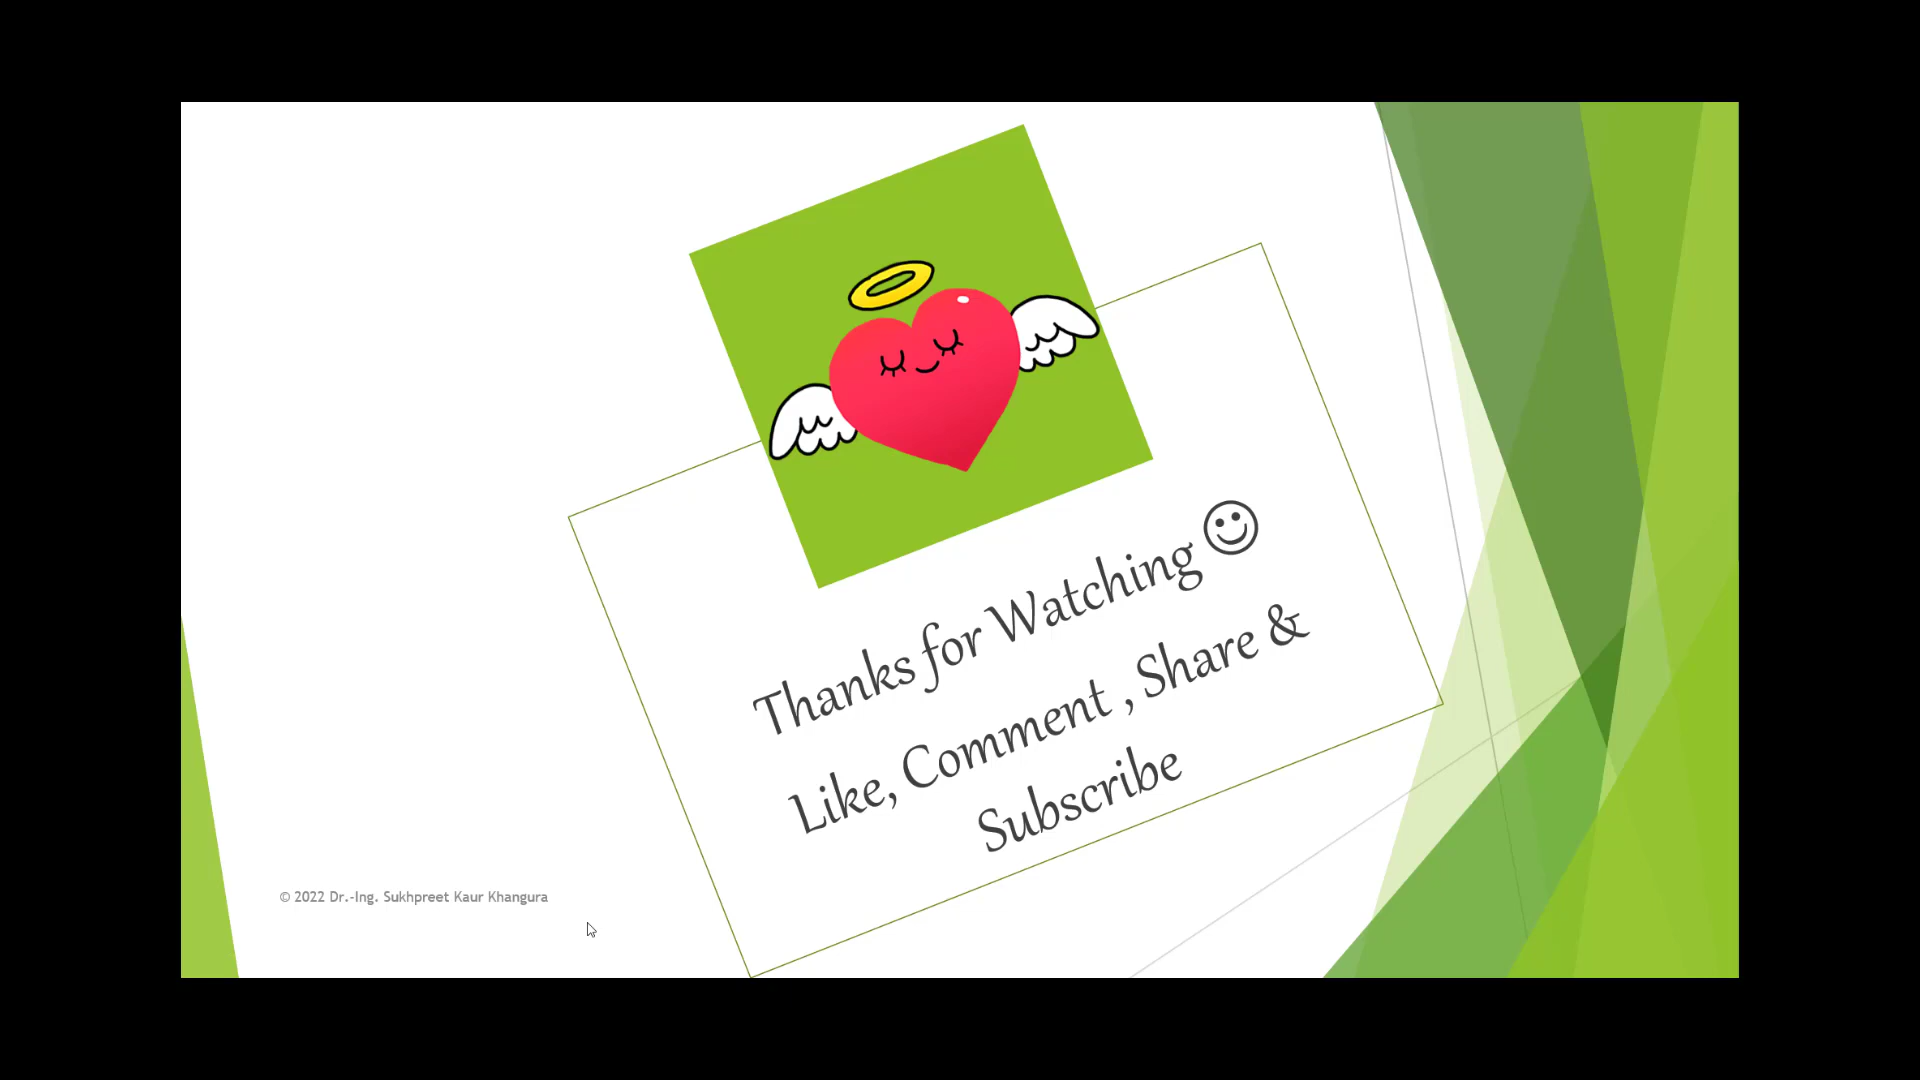 Thanks for Watching ☺
Like, Comment , Share &
Subscribe
© 2022 Dr.-Ing. Sukhpreet Kaur Khangura